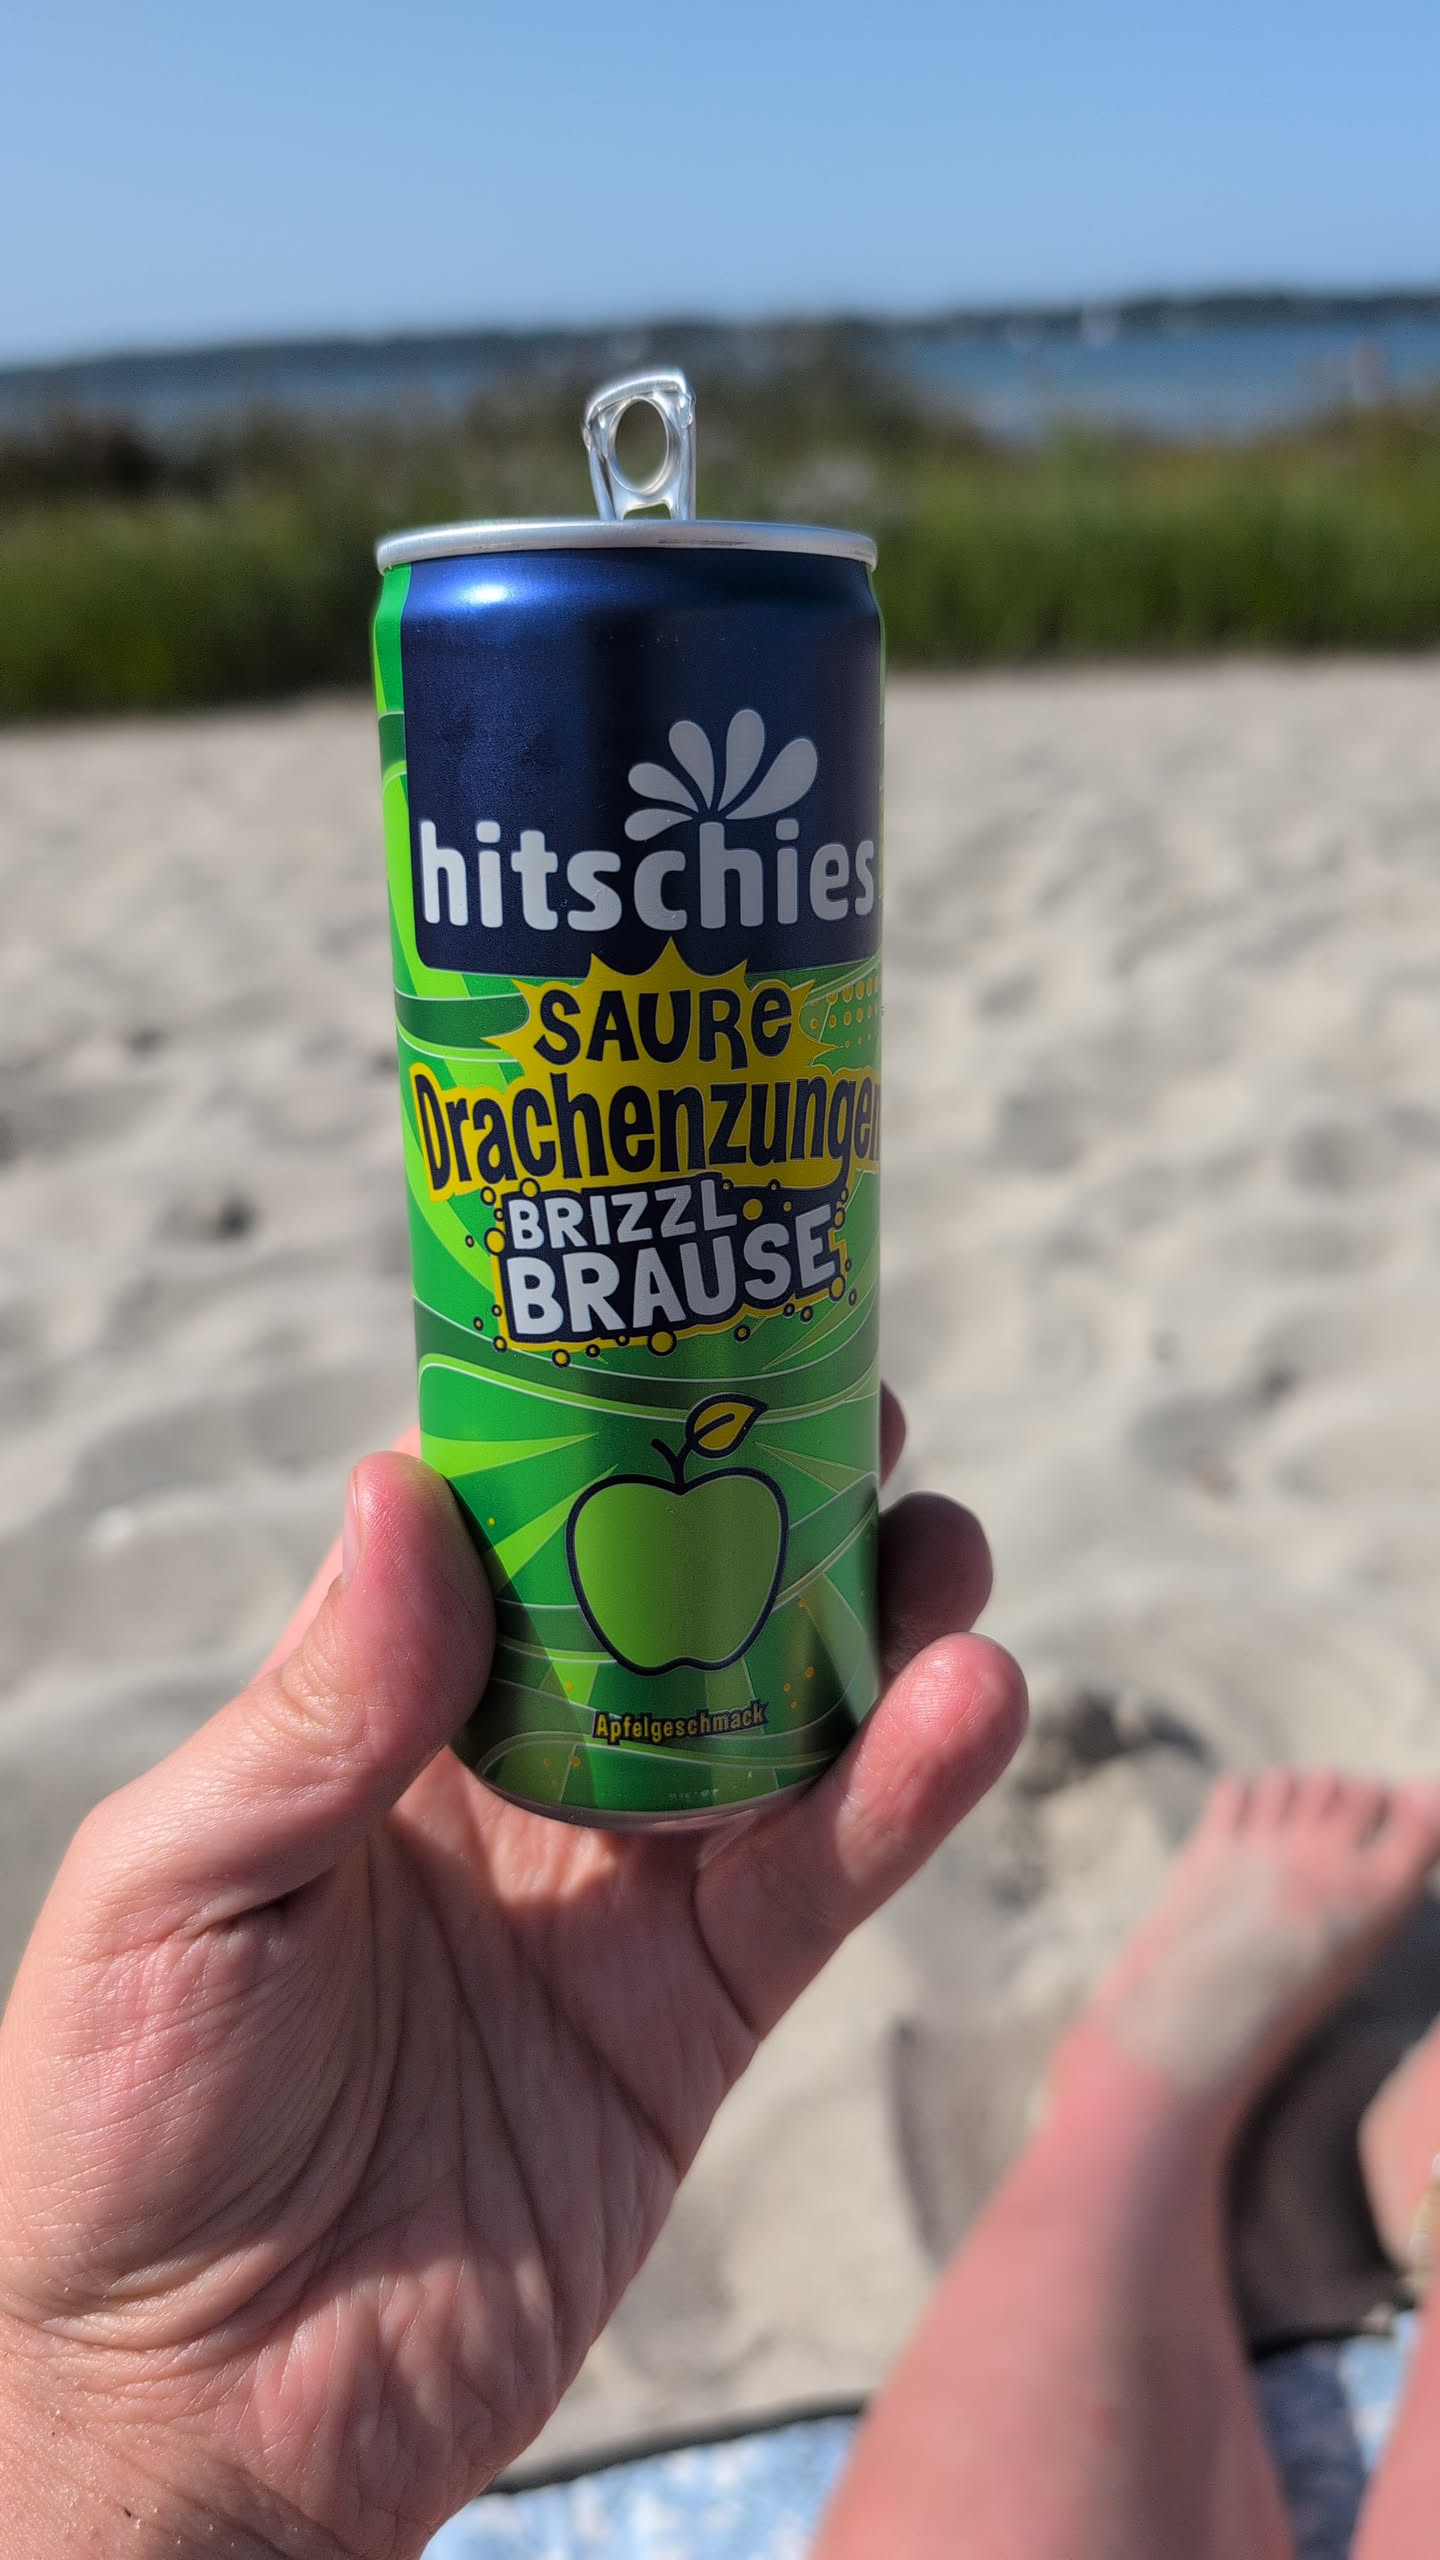 hitschies
SAURe
Drachenzungen
BRIZZL
BRAUSE
Apfelgeschmack